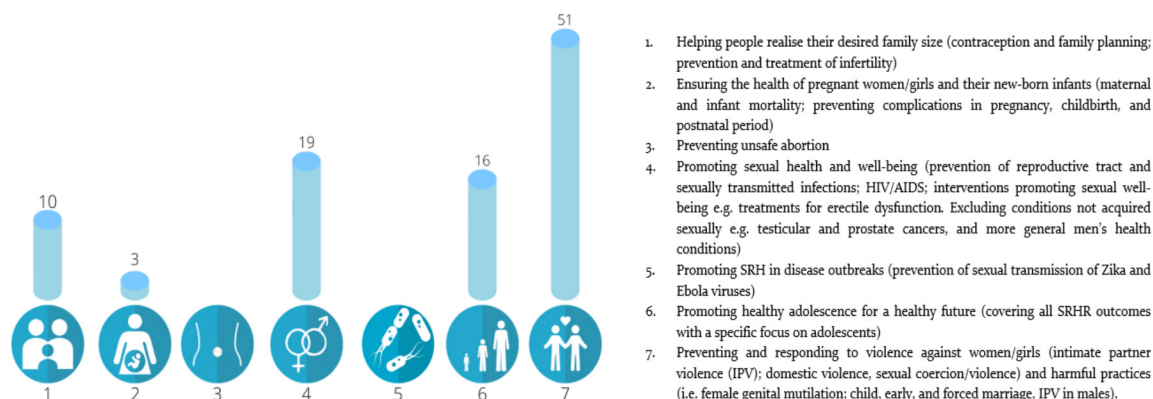 51
19
16
10
3
1 2 3 4 5 6 7
1. Helping people realise their desired family size (contraception and family planning;
prevention and treatment of infertility)
2. Ensuring the health of pregnant women/girls and their new-born infants (maternal
and infant mortality; preventing complications in pregnancy, childbirth, and
postnatal period)
3. Preventing unsafe abortion
4. Promoting sexual health and well-being (prevention of reproductive tract and
sexually transmitted infections; HIV/AIDS; interventions promoting sexual well-
being e.g. treatments for erectile dysfunction. Excluding conditions not acquired
sexually e.g. testicular and prostate cancers, and more general men's health
conditions)
5. Promoting SRH in disease outbreaks (prevention of sexual transmission of Zika and
Ebola viruses)
6. Promoting healthy adolescence for a healthy future (covering all SRHR outcomes
with a specific focus on adolescents)
7. Preventing and responding to violence against women/girls (intimate partner
violence (IPV); domestic violence, sexual coercion/violence) and harmful practices
(i.e. female genital mutilation; child, early, and forced marriage, IPV in males).